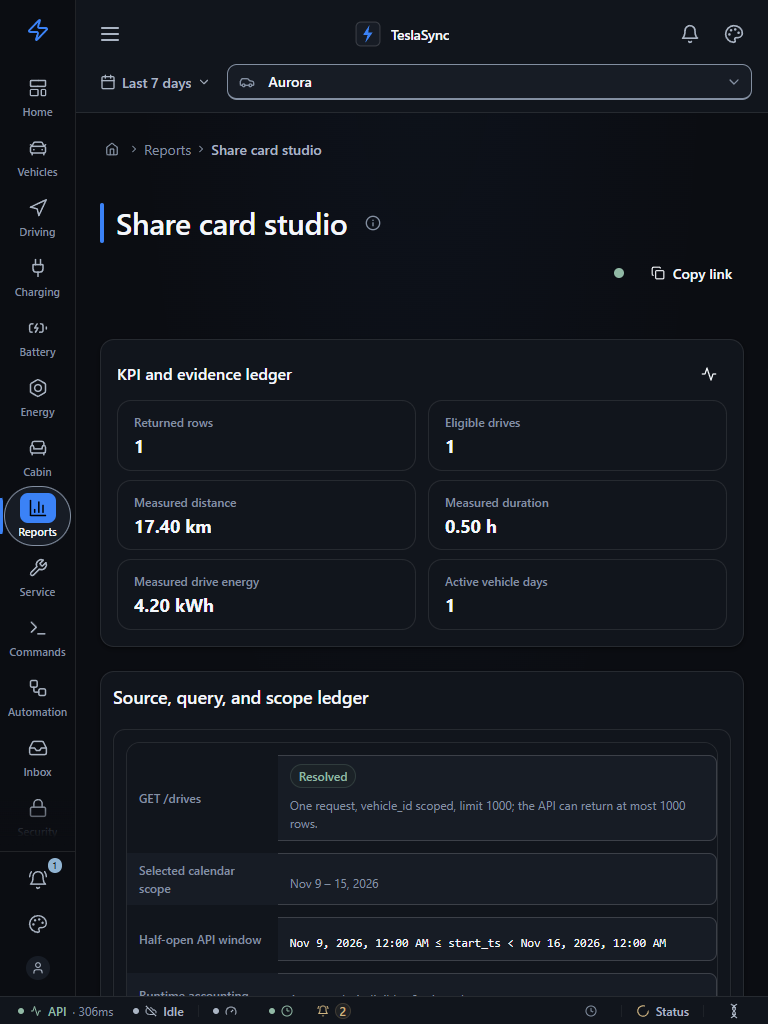 TeslaSync
Last 7 days
Aurora
Home
Vehicles
Driving
Charging
Battery
Energy
Cabin
Reports
Service
Commands
Automation
Inbox
Security
1
Reports
Share card studio
Share card studio
Copy link
KPI and evidence ledger
Returned rows
1
Eligible drives
1
Measured distance
17.40 km
Measured duration
0.50 h
Measured drive energy
4.20 kWh
Active vehicle days
1
Source, query, and scope ledger
GET /drives
Resolved
One request, vehicle_id scoped, limit 1000; the API can return at most 1000
rows.
Selected calendar
scope
Nov 9 – 15, 2026
Half-open API window
Nov 9, 2026, 12:00 AM ≤ start_ts < Nov 16, 2026, 12:00 AM
Runtime accounting
API · 306ms
Idle
2
Status